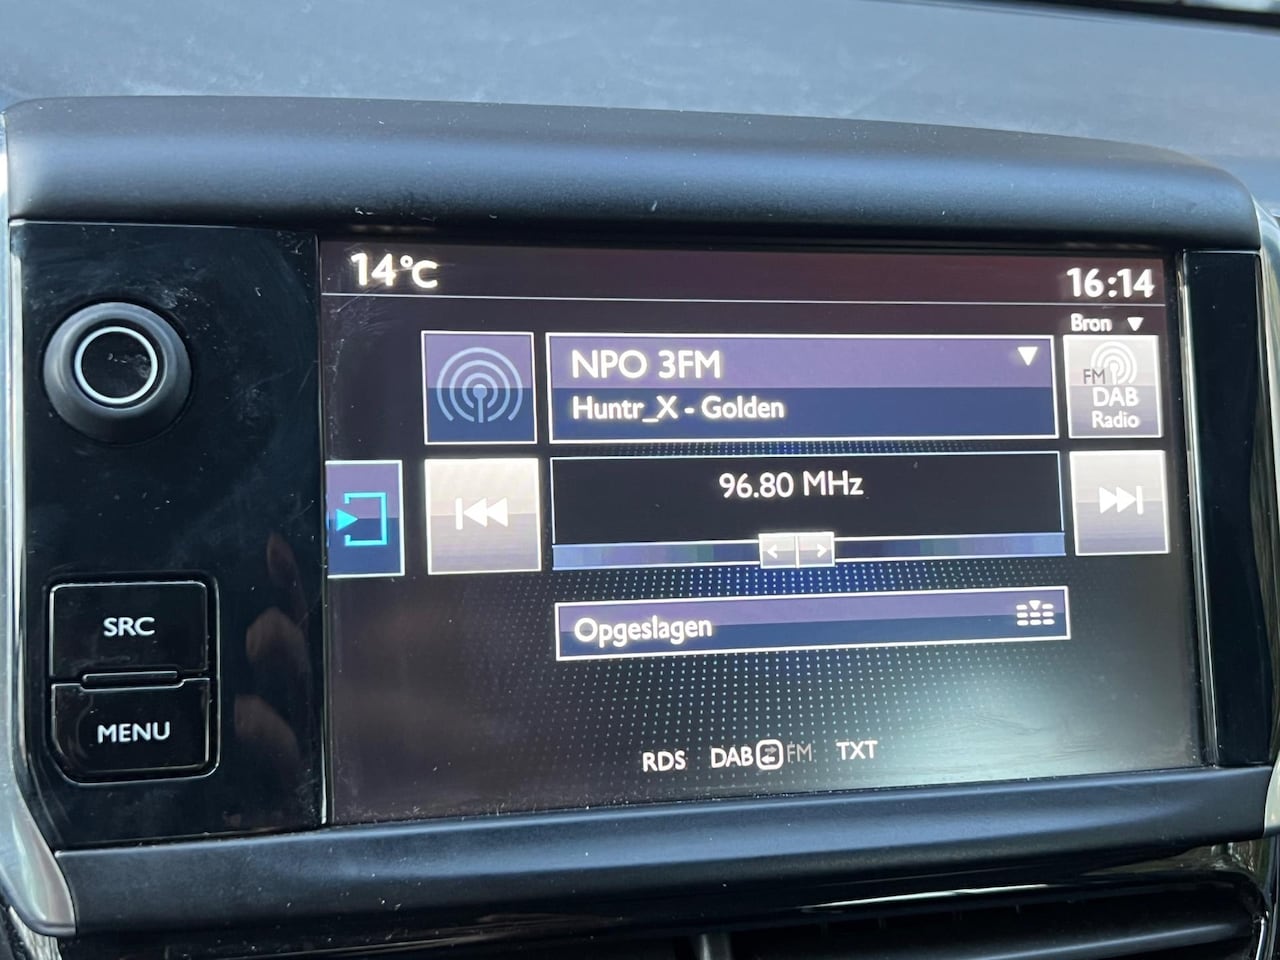 14°C
16:14
Bron
NPO 3FM
Huntr_X - Golden
FM
DAB
Radio
96.80 MHz
SRC
Opgeslagen
MENU
RDS DAB FM TXT